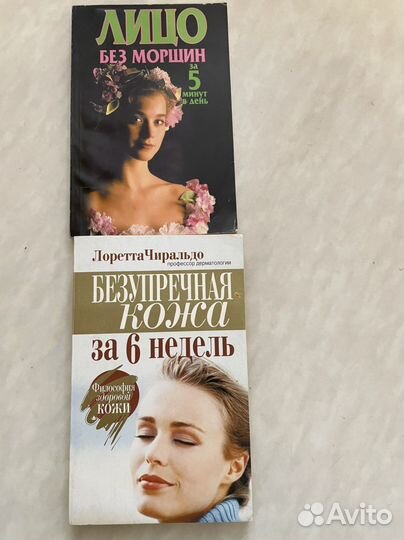 ЛИЦО
БЕЗ МОРЩИН
за
5
минут
в день
Лоретта Чиральдо
профессор дерматологии
БЕЗУПРЕЧНАЯ
кожа
за 6 недель
Философия
здоровой
кожи
Avito